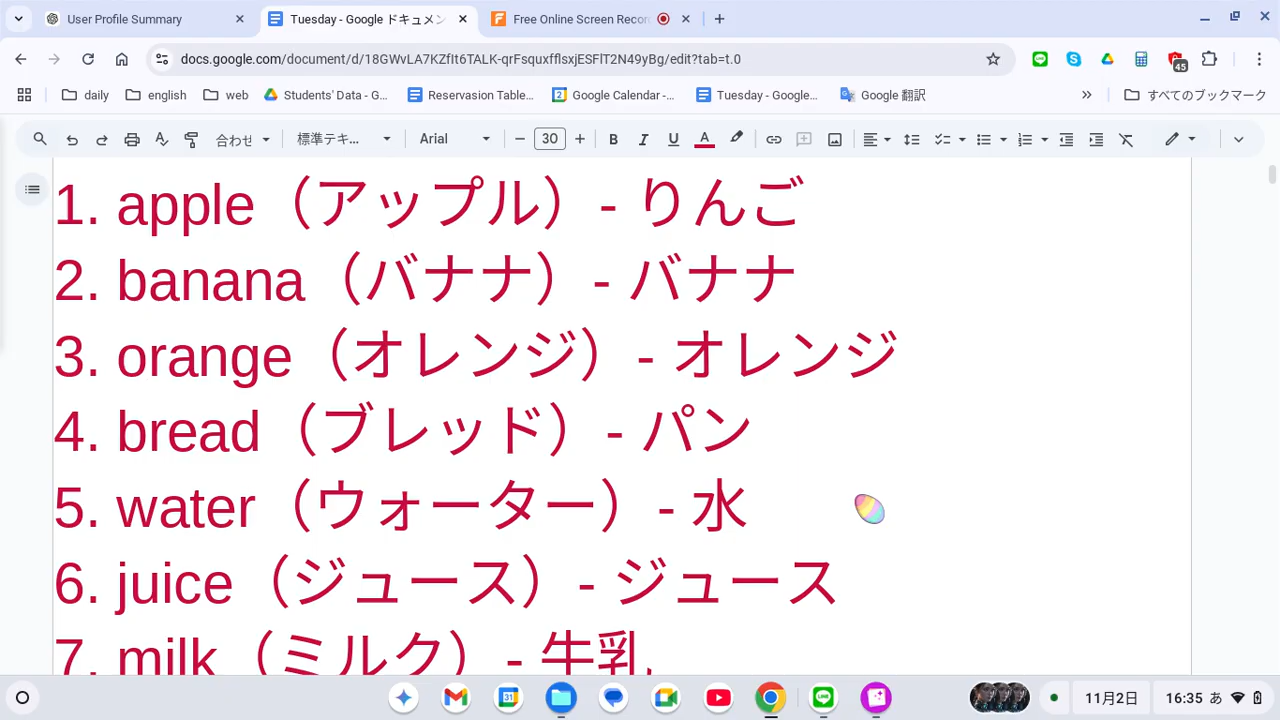 User Profile Summary
Tuesday - Google ドキュメン
Free Online Screen Recor
docs.google.com/document/d/18GWvLA7KZfIt6TALK-qrFsquxfflsxjESFlT2N49yBg/edit?tab=t.0
45
daily
english
web
Students' Data - G...
Reservasion Table...
Google Calendar -...
Tuesday - Google...
Google 翻訳
すべてのブックマーク
合わせ
標準テキ...
Arial
30
B
I
U
A
1. apple（アップル）- りんご
2. banana（バナナ）- バナナ
3. orange（オレンジ）- オレンジ
4. bread（ブレッド）- パン
5. water（ウォーター）- 水
6. juice（ジュース）- ジュース
7. milk（ミルク）- 牛乳
11月2日
16:35 あ